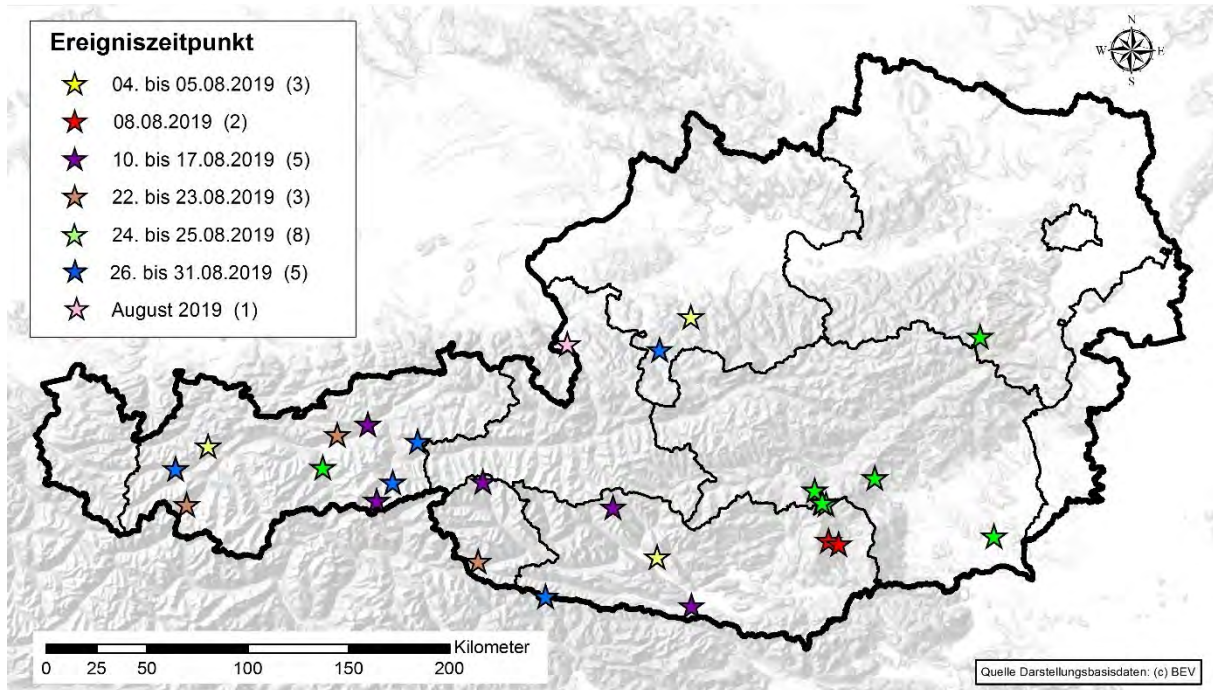 Ereigniszeitpunkt
04. bis 05.08.2019 (3)
08.08.2019 (2)
10. bis 17.08.2019 (5)
22. bis 23.08.2019 (3)
24. bis 25.08.2019 (8)
26. bis 31.08.2019 (5)
August 2019 (1)
N
W E
S
Kilometer
0 25 50 100 150 200
Quelle Darstellungsbasisdaten: (c) BEV